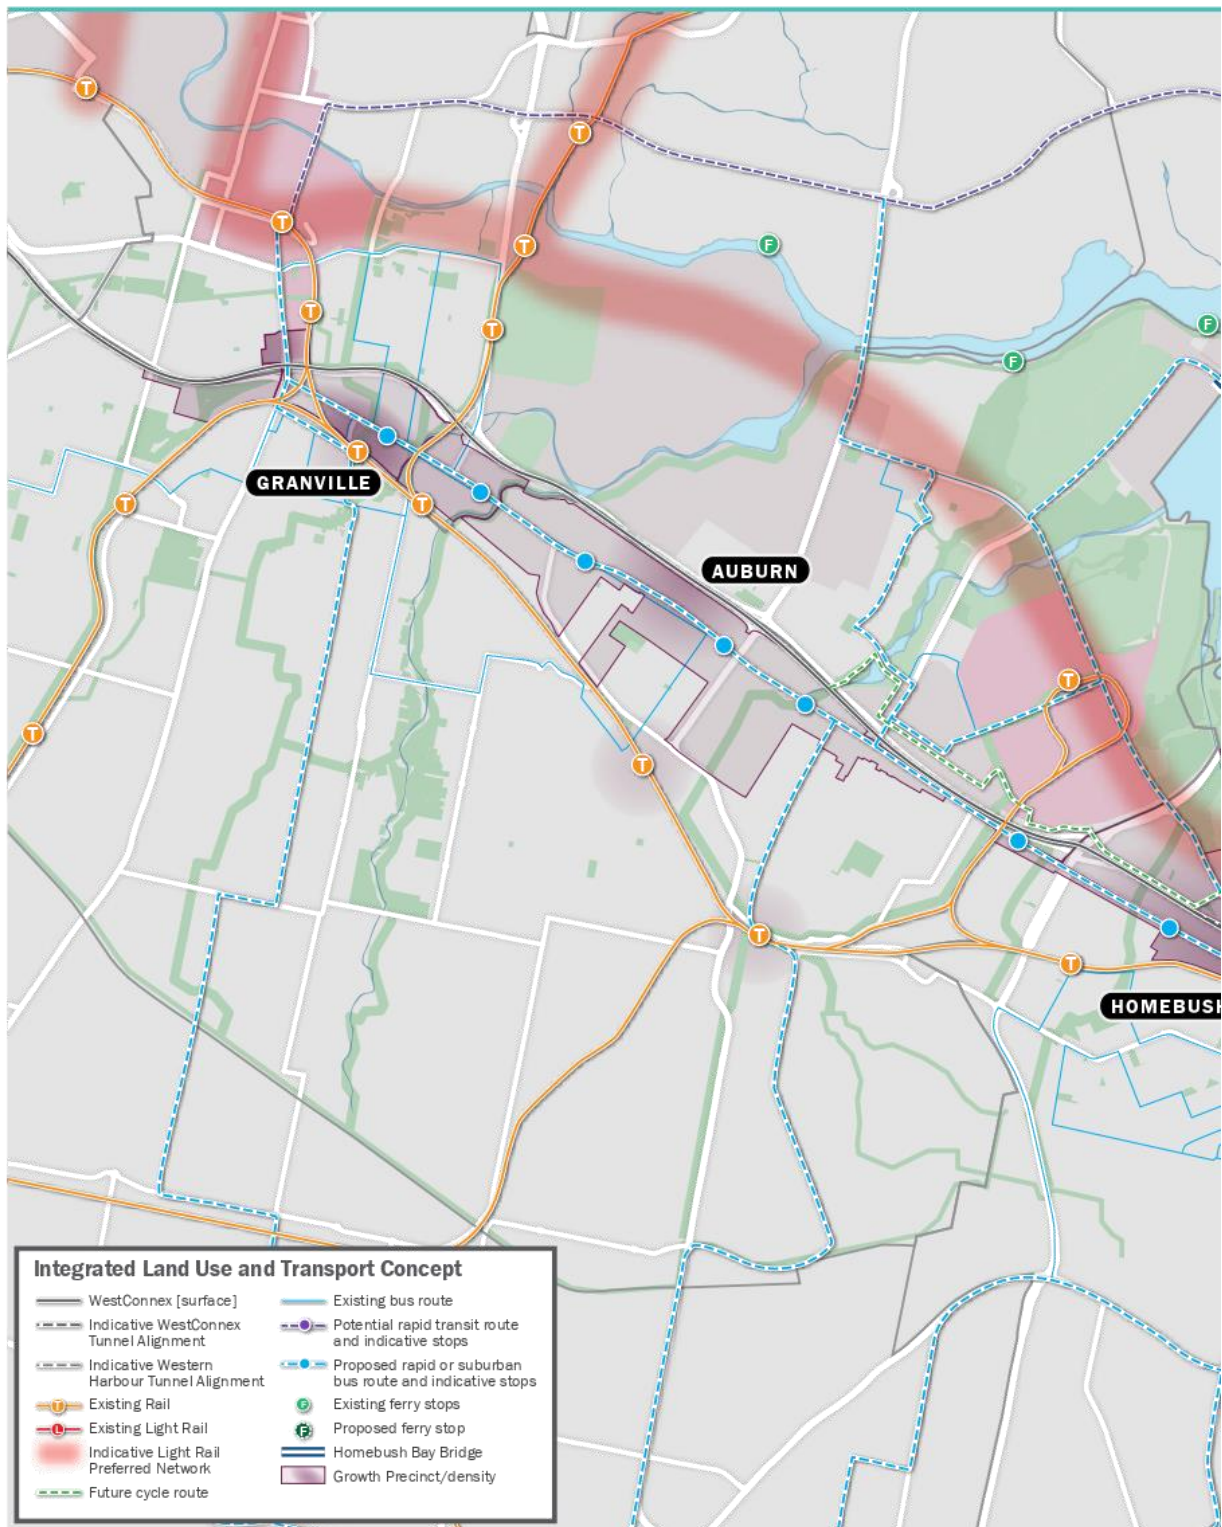 T
T
F
T
T
F
T
T
F
T
GRANVILLE
T
T
AUBURN
T
T
T
T
T
HOMEBUSH
Integrated Land Use and Transport Concept
WestConnex [surface]
Indicative WestConnex
Tunnel Alignment
Indicative Western
Harbour Tunnel Alignment
T Existing Rail
L Existing Light Rail
Indicative Light Rail
Preferred Network
Future cycle route
Existing bus route
Potential rapid transit route
and indicative stops
Proposed rapid or suburban
bus route and indicative stops
F Existing ferry stops
F Proposed ferry stop
Homebush Bay Bridge
Growth Precinct/density